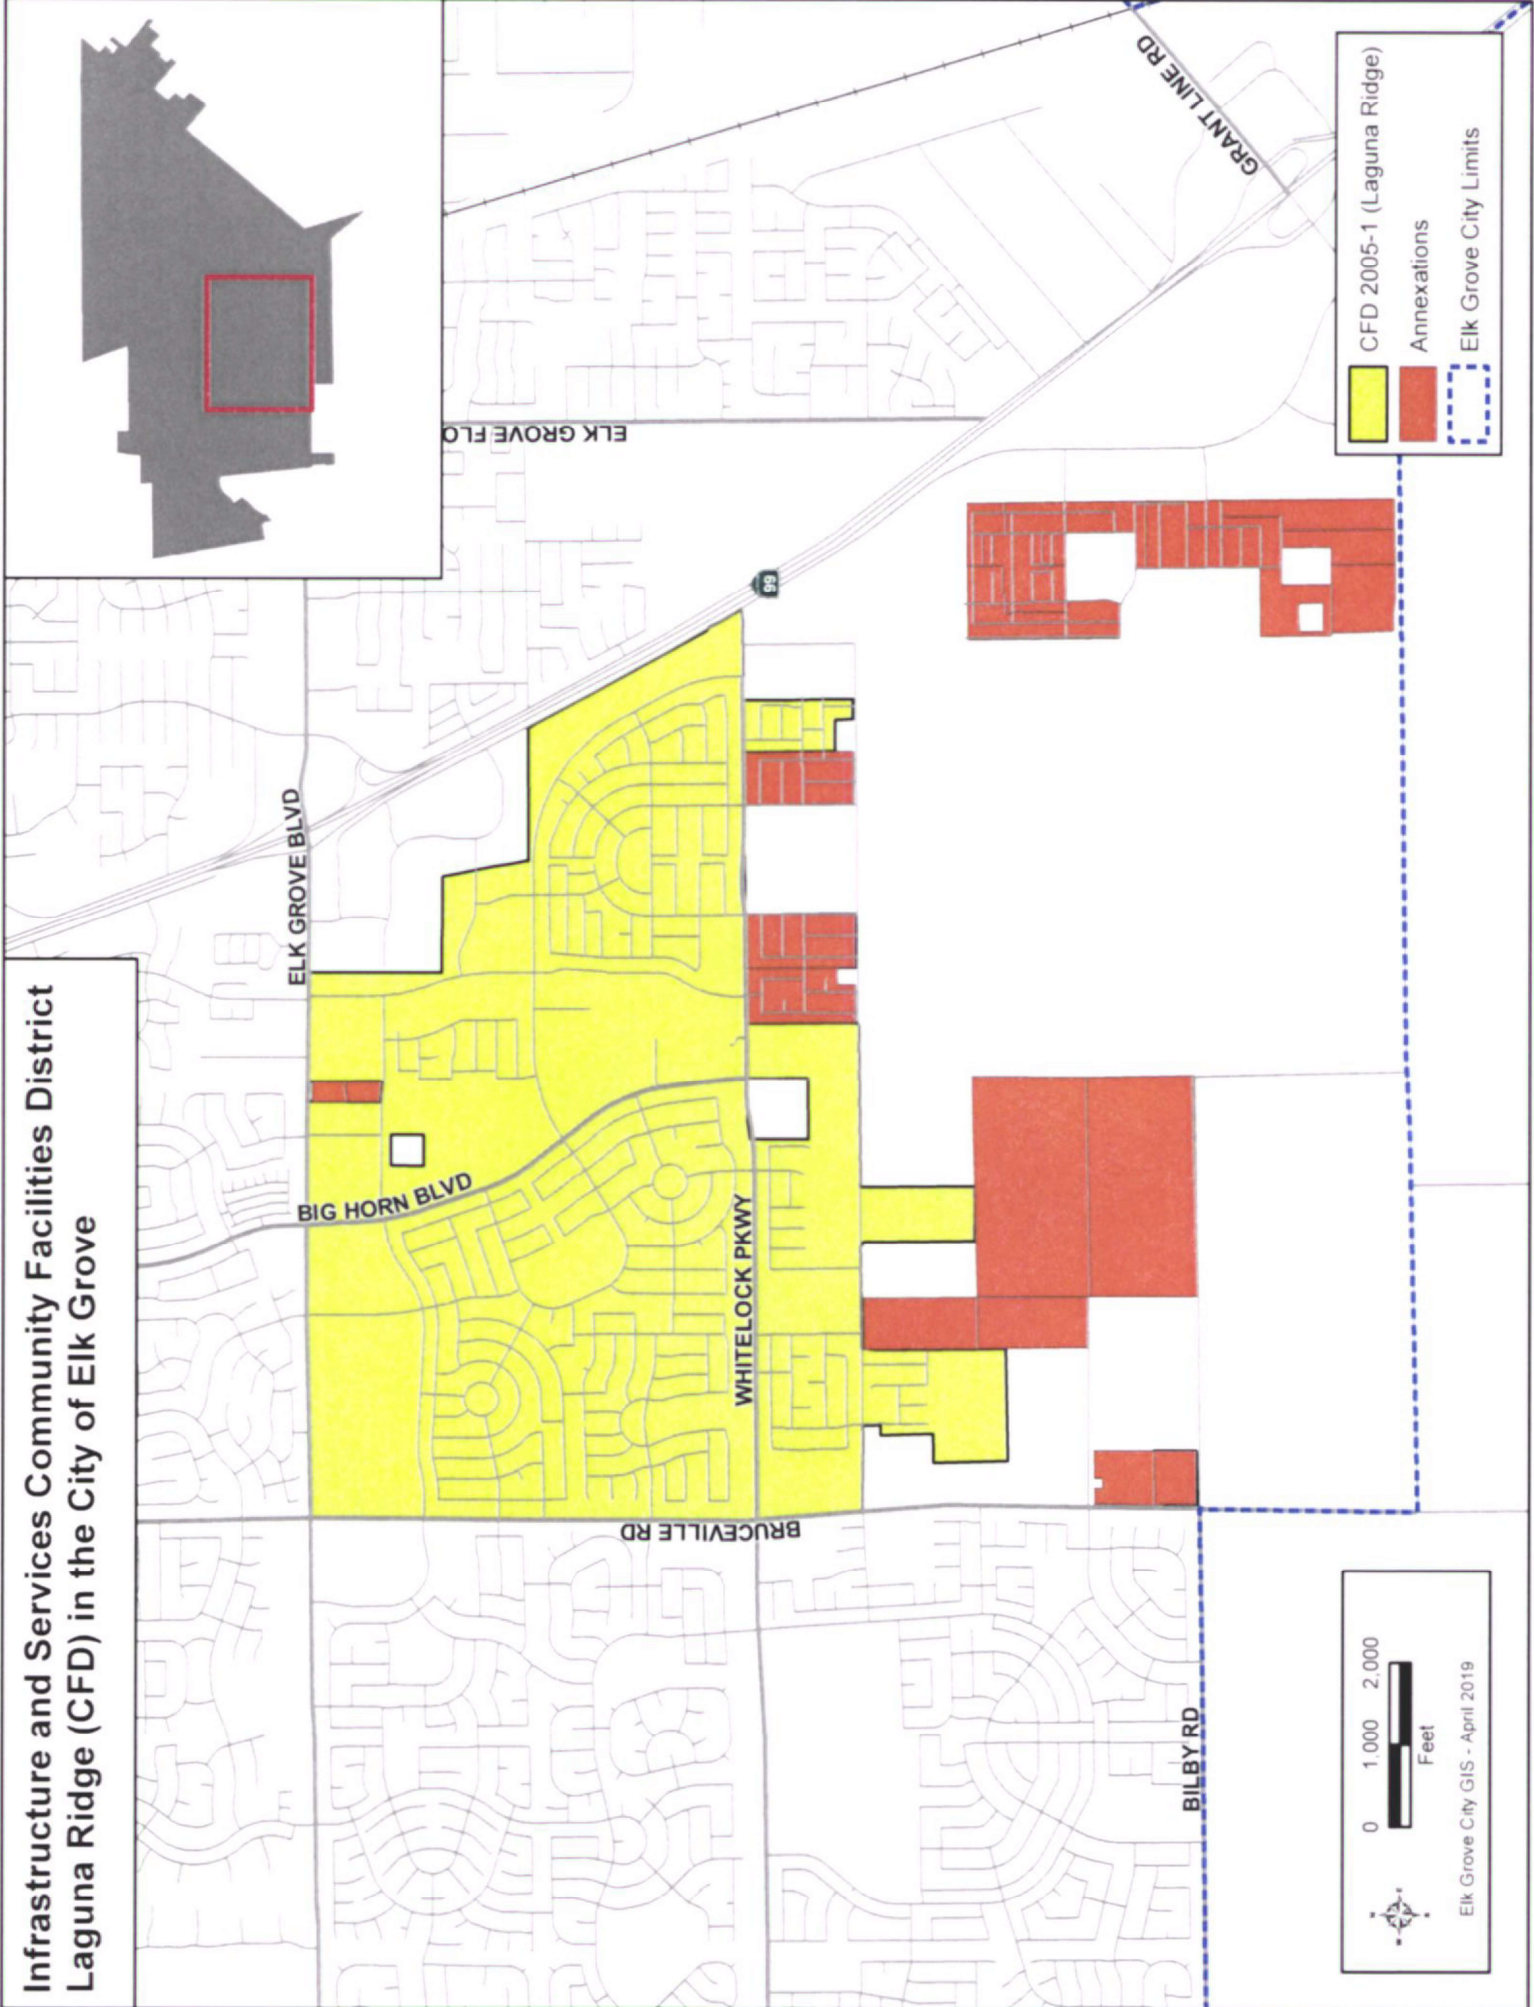 Infrastructure and Services Community Facilities District
Laguna Ridge (CFD) in the City of Elk Grove
ELK GROVE BLVD
BIG HORN BLVD
WHITELOCK PKWY
BRUCEVILLE RD
BILBY RD
ELK GROVE FLO
99
GRANT LINE RD
CFD 2005-1 (Laguna Ridge)
Annexations
Elk Grove City Limits
0 1,000 2,000
Feet
Elk Grove City GIS - April 2019